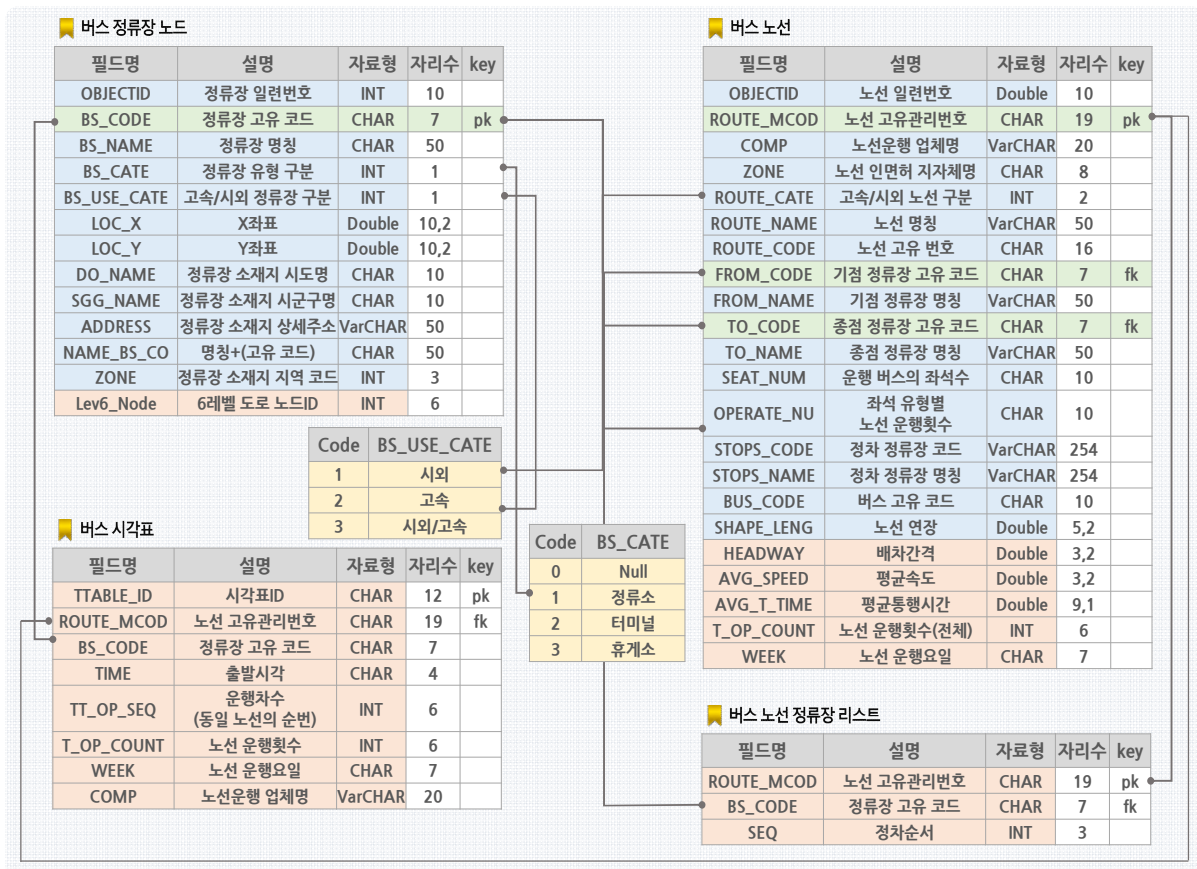 버스 정류장 노드
필드명 설명 자료형 자리수 key
OBJECTID 정류장 일련번호 INT 10
BS_CODE 정류장 고유 코드 CHAR 7 pk
BS_NAME 정류장 명칭 CHAR 50
BS_CATE 정류장 유형 구분 INT 1
BS_USE_CATE 고속/시외 정류장 구분 INT 1
LOC_X X좌표 Double 10,2
LOC_Y Y좌표 Double 10,2
DO_NAME 정류장 소재지 시도명 CHAR 10
SGG_NAME 정류장 소재지 시군구명 CHAR 10
ADDRESS 정류장 소재지 상세주소 VarCHAR 50
NAME_BS_CO 명칭+(고유 코드) CHAR 50
ZONE 정류장 소재지 지역 코드 INT 3
Lev6_Node 6레벨 도로 노드ID INT 6
Code BS_USE_CATE
1 시외
2 고속
3 시외/고속
버스 시각표
필드명 설명 자료형 자리수 key
TTABLE_ID 시각표ID CHAR 12 pk
ROUTE_MCOD 노선 고유관리번호 CHAR 19 fk
BS_CODE 정류장 고유 코드 CHAR 7
TIME 출발시각 CHAR 4
TT_OP_SEQ 운행차수
(동일 노선의 순번) INT 6
T_OP_COUNT 노선 운행횟수 INT 6
WEEK 노선 운행요일 CHAR 7
COMP 노선운행 업체명 VarCHAR 20
Code BS_CATE
0 Null
1 정류소
2 터미널
3 휴게소
버스 노선
필드명 설명 자료형 자리수 key
OBJECTID 노선 일련번호 Double 10
ROUTE_MCOD 노선 고유관리번호 CHAR 19 pk
COMP 노선운행 업체명 VarCHAR 20
ZONE 노선 인면허 지자체명 CHAR 8
ROUTE_CATE 고속/시외 노선 구분 INT 2
ROUTE_NAME 노선 명칭 VarCHAR 50
ROUTE_CODE 노선 고유 번호 CHAR 16
FROM_CODE 기점 정류장 고유 코드 CHAR 7 fk
FROM_NAME 기점 정류장 명칭 VarCHAR 50
TO_CODE 종점 정류장 고유 코드 CHAR 7 fk
TO_NAME 종점 정류장 명칭 VarCHAR 50
SEAT_NUM 운행 버스의 좌석수 CHAR 10
OPERATE_NU 좌석 유형별
노선 운행횟수 CHAR 10
STOPS_CODE 정차 정류장 코드 VarCHAR 254
STOPS_NAME 정차 정류장 명칭 VarCHAR 254
BUS_CODE 버스 고유 코드 CHAR 10
SHAPE_LENG 노선 연장 Double 5,2
HEADWAY 배차간격 Double 3,2
AVG_SPEED 평균속도 Double 3,2
AVG_T_TIME 평균통행시간 Double 9,1
T_OP_COUNT 노선 운행횟수(전체) INT 6
WEEK 노선 운행요일 CHAR 7
버스 노선 정류장 리스트
필드명 설명 자료형 자리수 key
ROUTE_MCOD 노선 고유관리번호 CHAR 19 pk
BS_CODE 정류장 고유 코드 CHAR 7 fk
SEQ 정차순서 INT 3